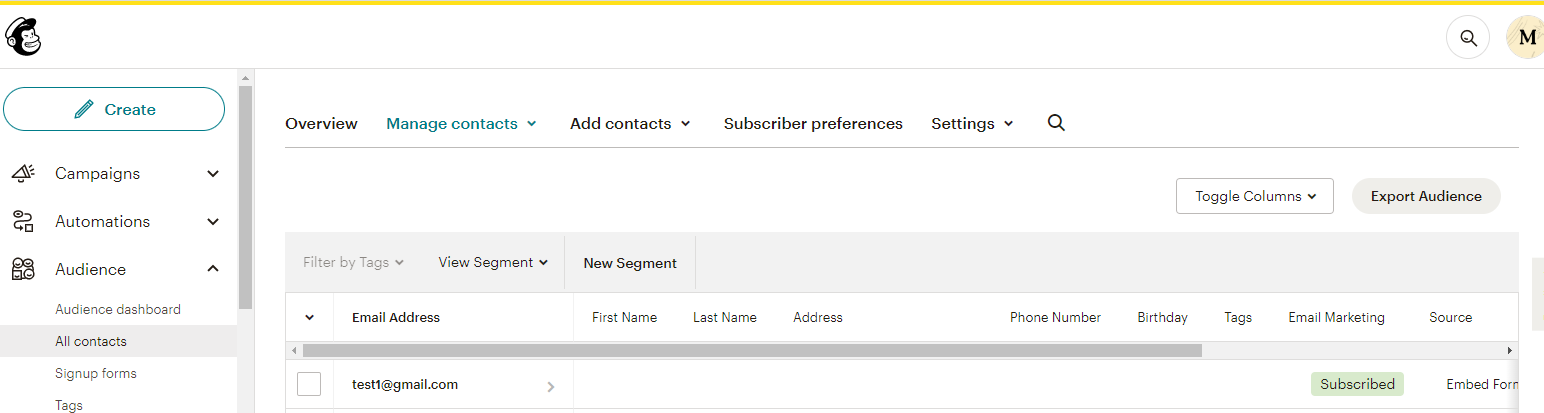 M
Create
Overview Manage contacts Add contacts Subscriber preferences Settings
Campaigns
Toggle Columns Export Audience
Automations
Filter by Tags View Segment New Segment
Audience
Audience dashboard
Email Address First Name Last Name Address Phone Number Birthday Tags Email Marketing Source
All contacts
Signup forms
test1@gmail.com Subscribed Embed Form
Tags